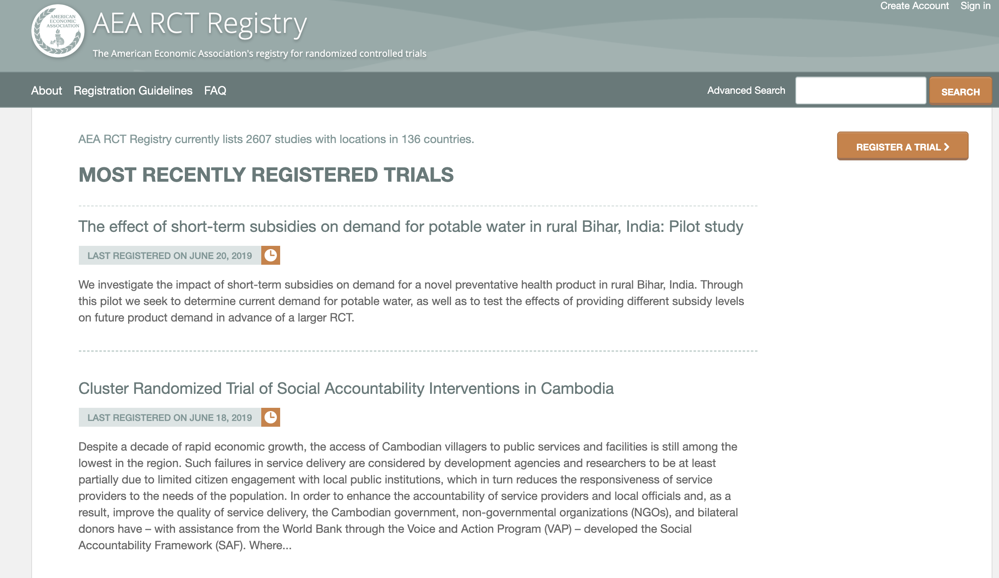 Create Account Sign in
AMERICAN
ECONOMIC
ASSOCIATION
AEA RCT Registry
The American Economic Association's registry for randomized controlled trials
About Registration Guidelines FAQ
Advanced Search
SEARCH
AEA RCT Registry currently lists 2607 studies with locations in 136 countries.
REGISTER A TRIAL
MOST RECENTLY REGISTERED TRIALS
The effect of short-term subsidies on demand for potable water in rural Bihar, India: Pilot study
LAST REGISTERED ON JUNE 20, 2019
We investigate the impact of short-term subsidies on demand for a novel preventative health product in rural Bihar, India. Through
this pilot we seek to determine current demand for potable water, as well as to test the effects of providing different subsidy levels
on future product demand in advance of a larger RCT.
Cluster Randomized Trial of Social Accountability Interventions in Cambodia
LAST REGISTERED ON JUNE 18, 2019
Despite a decade of rapid economic growth, the access of Cambodian villagers to public services and facilities is still among the
lowest in the region. Such failures in service delivery are considered by development agencies and researchers to be at least
partially due to limited citizen engagement with local public institutions, which in turn reduces the responsiveness of service
providers to the needs of the population. In order to enhance the accountability of service providers and local officials and, as a
result, improve the quality of service delivery, the Cambodian government, non-governmental organizations (NGOs), and bilateral
donors have – with assistance from the World Bank through the Voice and Action Program (VAP) – developed the Social
Accountability Framework (SAF). Where...